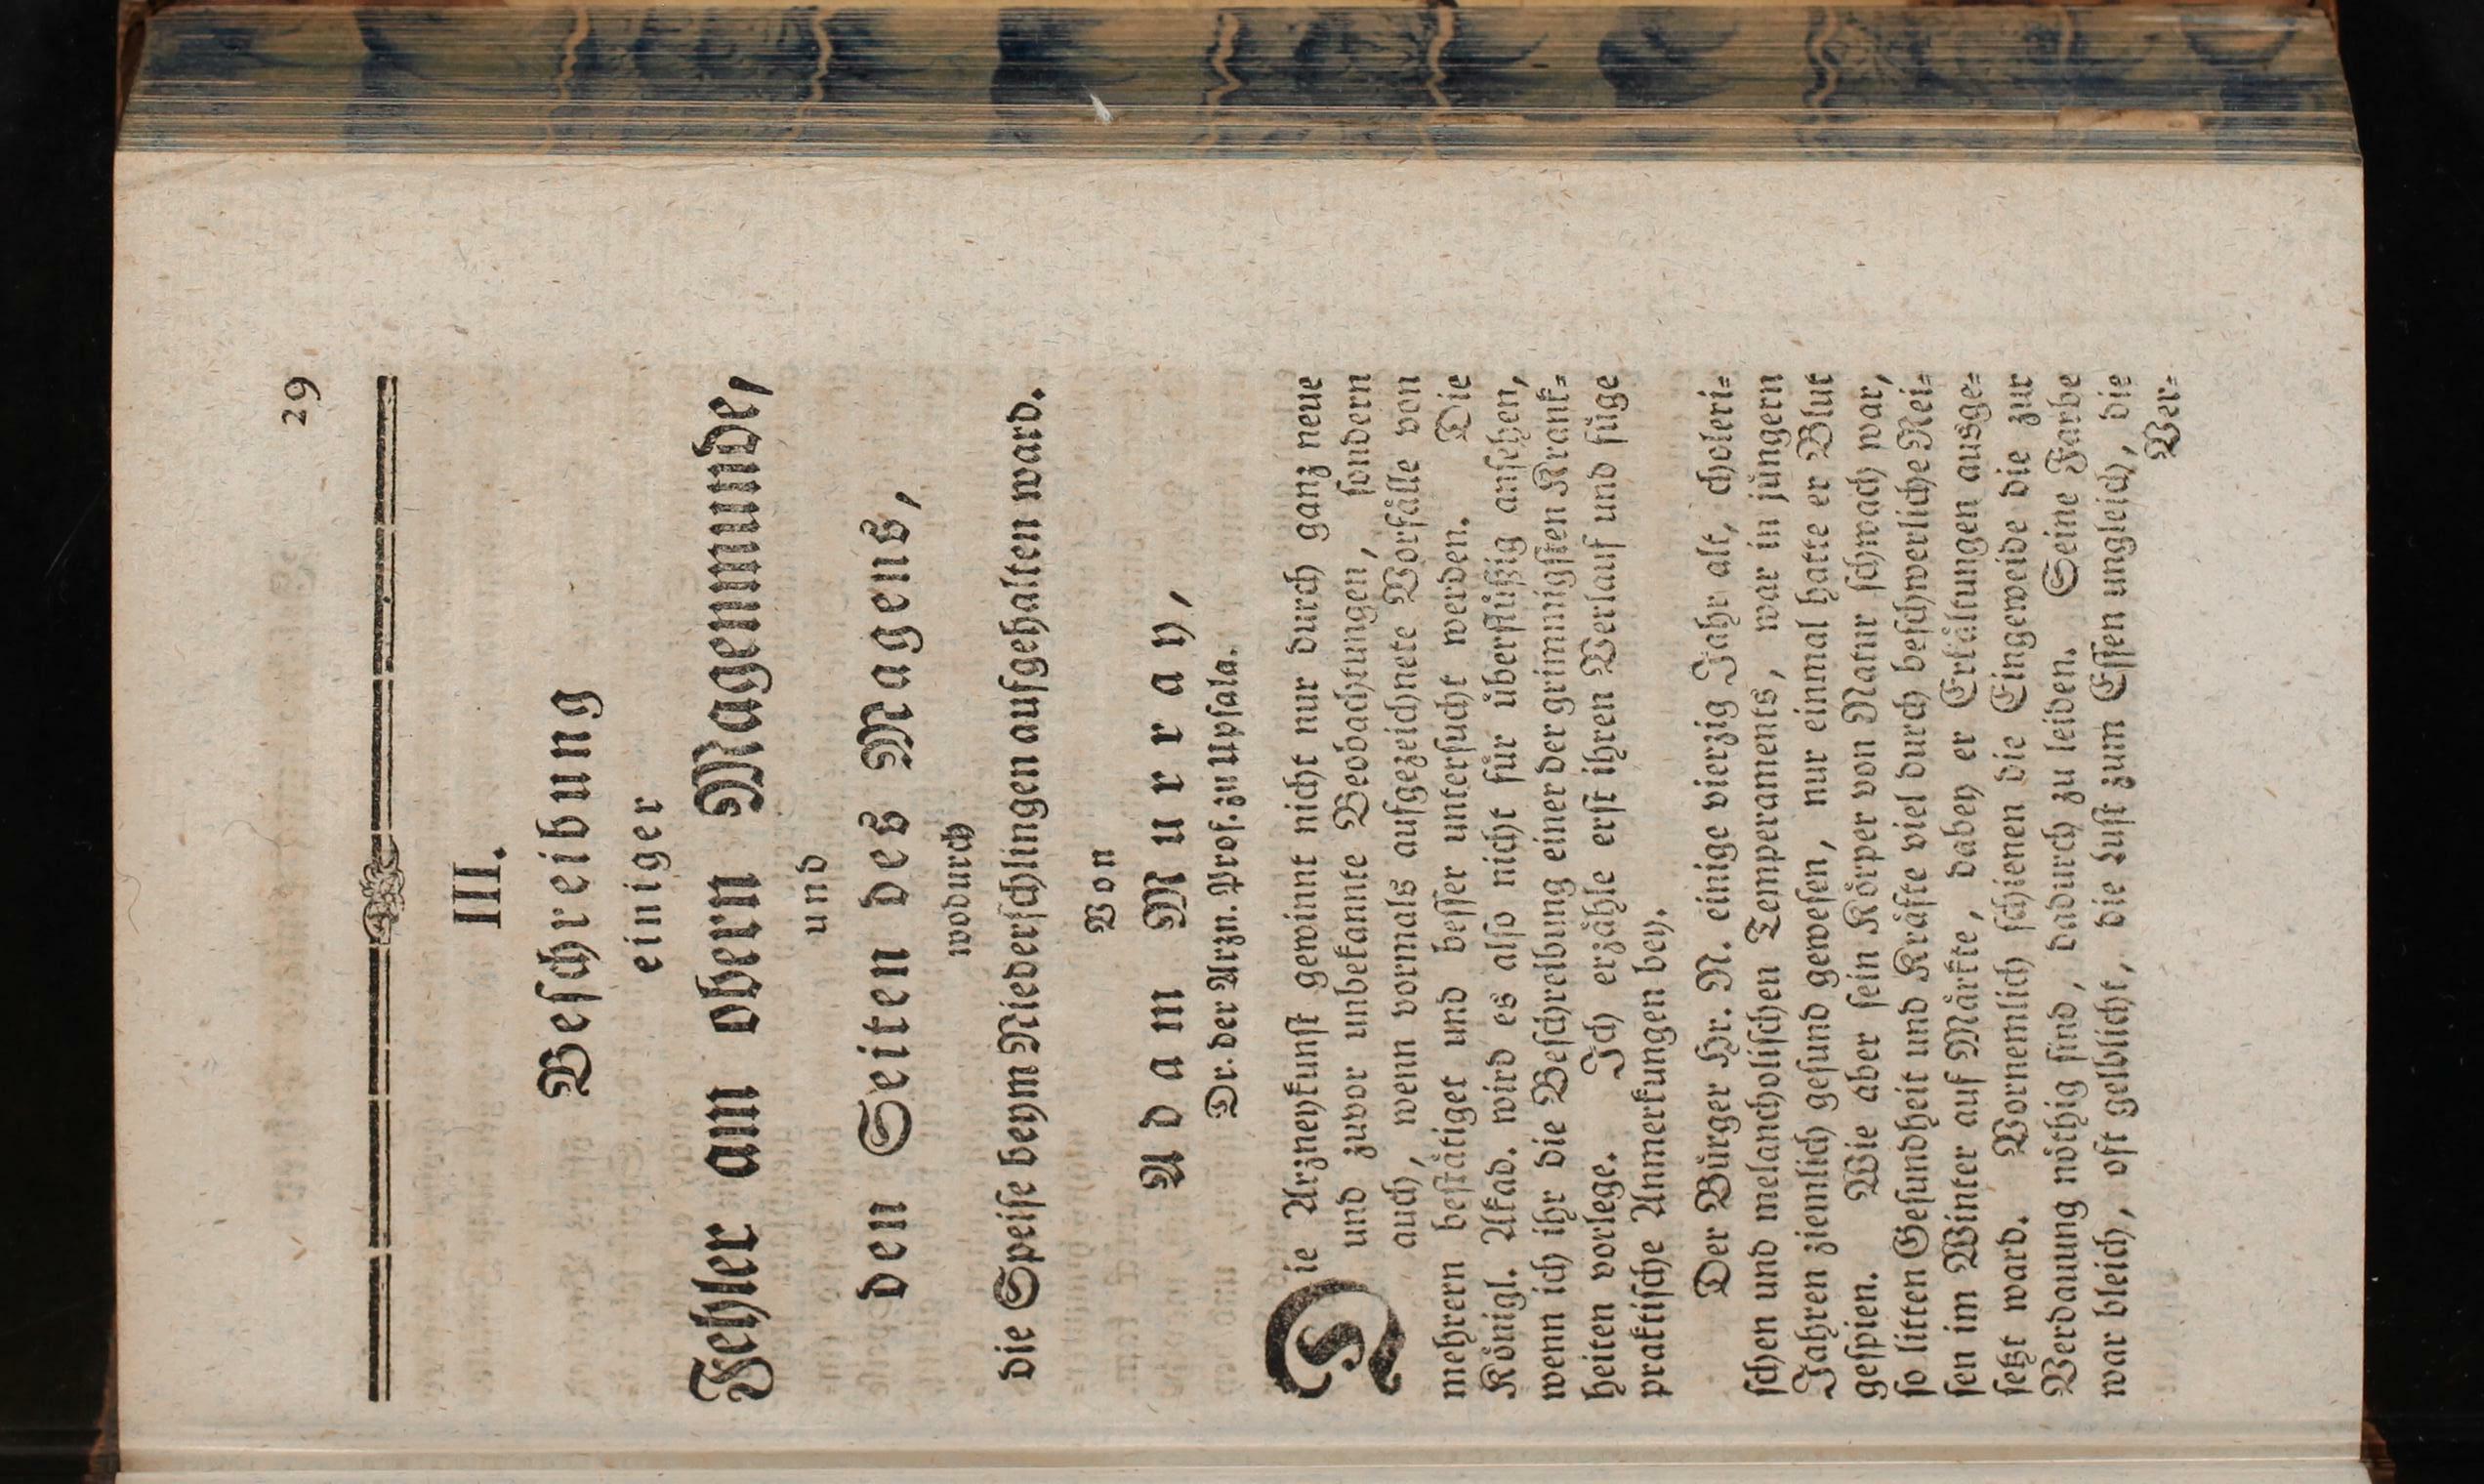 29
III.
Beschreibung
einiger
Fehler am obern Magenmunde,
und
den Seiten des Magens,
wodurch
die Speise beym Niederschlingen aufgehalten ward.
Von
Adam Murray,
Dr. der Arzn. Prof. zu Upsala.
Die Arzneykunst gewinnt nicht nur durch ganz neue
und zuvor unbekannte Beobachtungen, sondern
auch, wenn vormals aufgezeichnete Vorfälle von
mehrern bestätiget und besser untersucht werden. Die
Königl. Akad. wird es also nicht für überflüßig ansehen,
wenn ich ihr die Beschreibung einer der grimmigsten Krank-
heiten vorlege. Ich erzähle erst ihren Verlauf und füge
praktische Anmerkungen bey.
Der Bürger Hr. N. einige vierzig Jahr alt, choleri-
schen und melancholischen Temperaments, war in jüngern
Jahren ziemlich gesund gewesen, nur einmal hatte er Blut
gespien. Wie aber sein Körper von Natur schwach war,
so litten Gesundheit und Kräfte viel durch beschwerliche Rei-
sen im Winter auf Märkte, dabey er Erkältungen ausge-
setzt ward. Vornemlich schienen die Eingeweide die zur
Verdauung nöthig sind, dadurch zu leiden. Seine Farbe
war bleich, oft gelblicht, die Lust zum Essen ungleich, die
Ver-